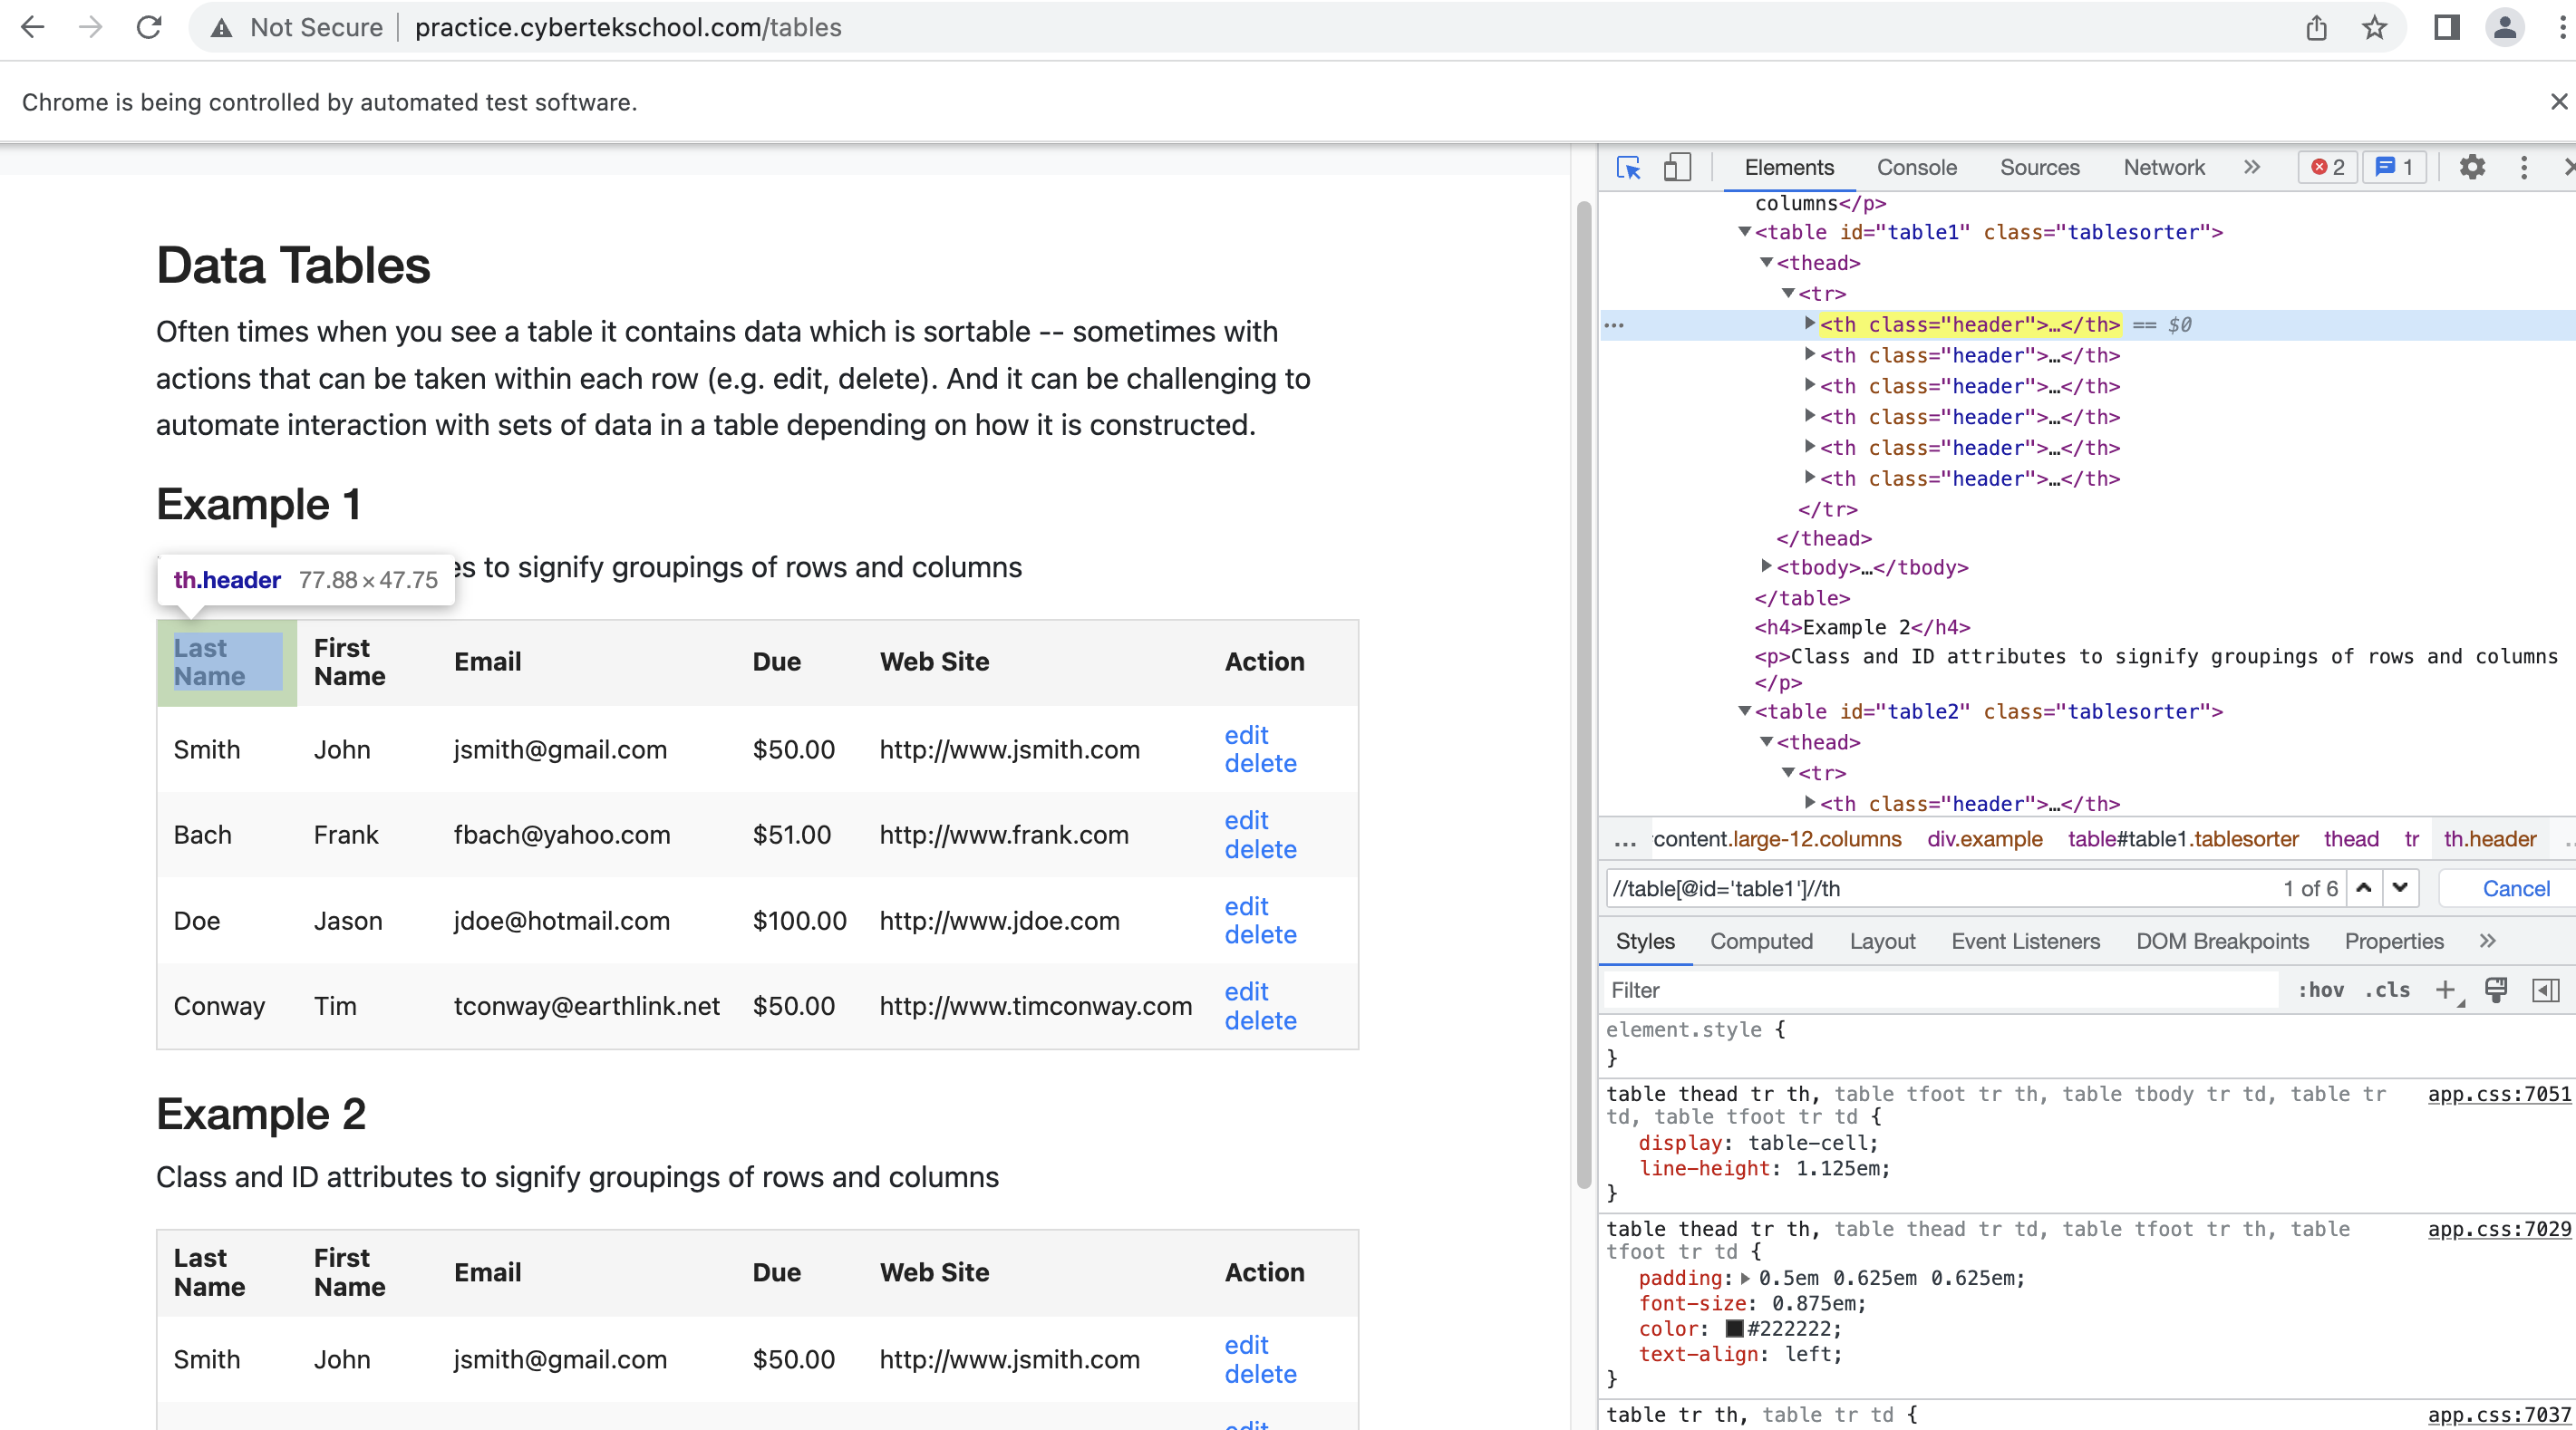 Not Secure practice.cybertekschool.com/tables
Chrome is being controlled by automated test software.
Data Tables
Often times when you see a table it contains data which is sortable -- sometimes with
actions that can be taken within each row (e.g. edit, delete). And it can be challenging to
automate interaction with sets of data in a table depending on how it is constructed.
Example 1
es to signify groupings of rows and columns
th.header 77.88×47.75
Last Name First Name Email Due Web Site Action
Smith John jsmith@gmail.com $50.00 http://www.jsmith.com edit delete
Bach Frank fbach@yahoo.com $51.00 http://www.frank.com edit delete
Doe Jason jdoe@hotmail.com $100.00 http://www.jdoe.com edit delete
Conway Tim tconway@earthlink.net $50.00 http://www.timconway.com edit delete
Example 2
Class and ID attributes to signify groupings of rows and columns
Last Name First Name Email Due Web Site Action
Smith John jsmith@gmail.com $50.00 http://www.jsmith.com edit delete
edit
Elements Console Sources Network » 2 1
columns</p>
<table id="table1" class="tablesorter">
<thead>
<tr>
<th class="header">…</th> == $0
<th class="header">…</th>
<th class="header">…</th>
<th class="header">…</th>
<th class="header">…</th>
<th class="header">…</th>
</tr>
</thead>
<tbody>…</tbody>
</table>
<h4>Example 2</h4>
<p>Class and ID attributes to signify groupings of rows and columns
</p>
<table id="table2" class="tablesorter">
<thead>
<tr>
<th class="header">…</th>
... content.large-12.columns div.example table#table1.tablesorter thead tr th.header
//table[@id='table1']//th 1 of 6 Cancel
Styles Computed Layout Event Listeners DOM Breakpoints Properties »
Filter :hov .cls +
element.style {
}
table thead tr th, table tfoot tr th, table tbody tr td, table tr app.css:7051
td, table tfoot tr td {
display: table-cell;
line-height: 1.125em;
}
table thead tr th, table thead tr td, table tfoot tr th, table app.css:7029
tfoot tr td {
padding: 0.5em 0.625em 0.625em;
font-size: 0.875em;
color: #222222;
text-align: left;
}
table tr th, table tr td { app.css:7037